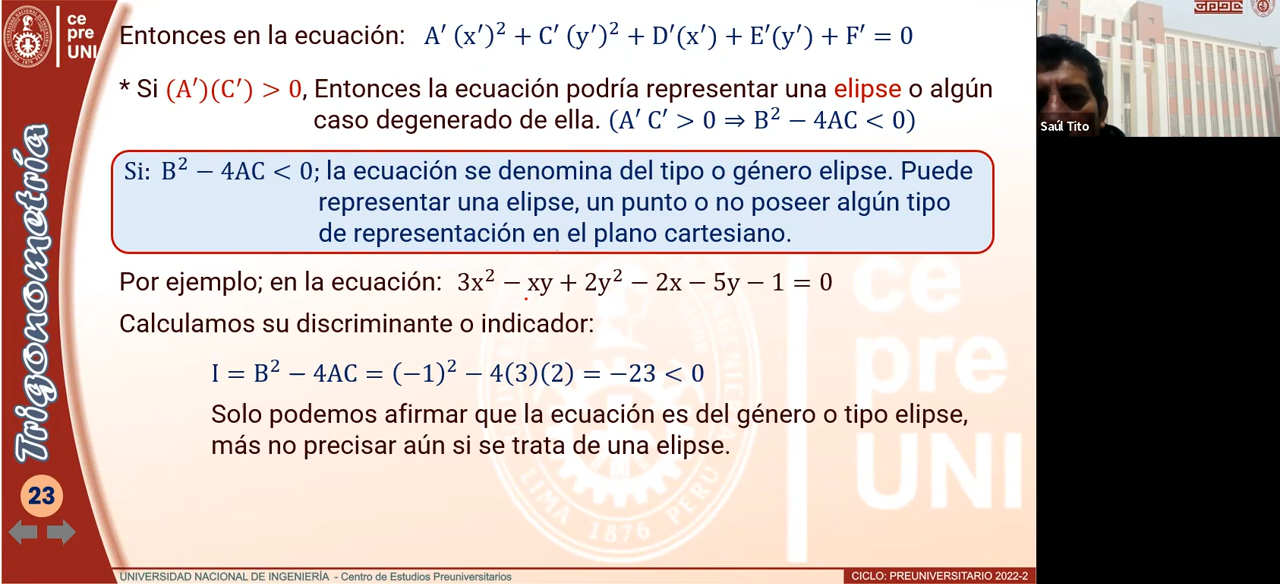 ce
pre
UNI
Entonces en la ecuación: A′ (x′)² + C′ (y′)² + D′(x′) + E′(y′) + F′ = 0
* Si (A′)(C′) > 0, Entonces la ecuación podría representar una elipse o algún
caso degenerado de ella. (A′ C′ > 0 ⇒ B² − 4AC < 0)
Si: B² − 4AC < 0; la ecuación se denomina del tipo o género elipse. Puede
representar una elipse, un punto o no poseer algún tipo
de representación en el plano cartesiano.
Por ejemplo; en la ecuación: 3x² − xy + 2y² − 2x − 5y − 1 = 0
Calculamos su discriminante o indicador:
I = B² − 4AC = (−1)² − 4(3)(2) = −23 < 0
Solo podemos afirmar que la ecuación es del género o tipo elipse,
más no precisar aún si se trata de una elipse.
Trigonometría
23
ce
pre
UNI
LIMA PERU
1876
UNIVERSIDAD NACIONAL DE INGENIERÍA - Centro de Estudios Preuniversitarios
CICLO: PREUNIVERSITARIO 2022-2
Saúl Tito